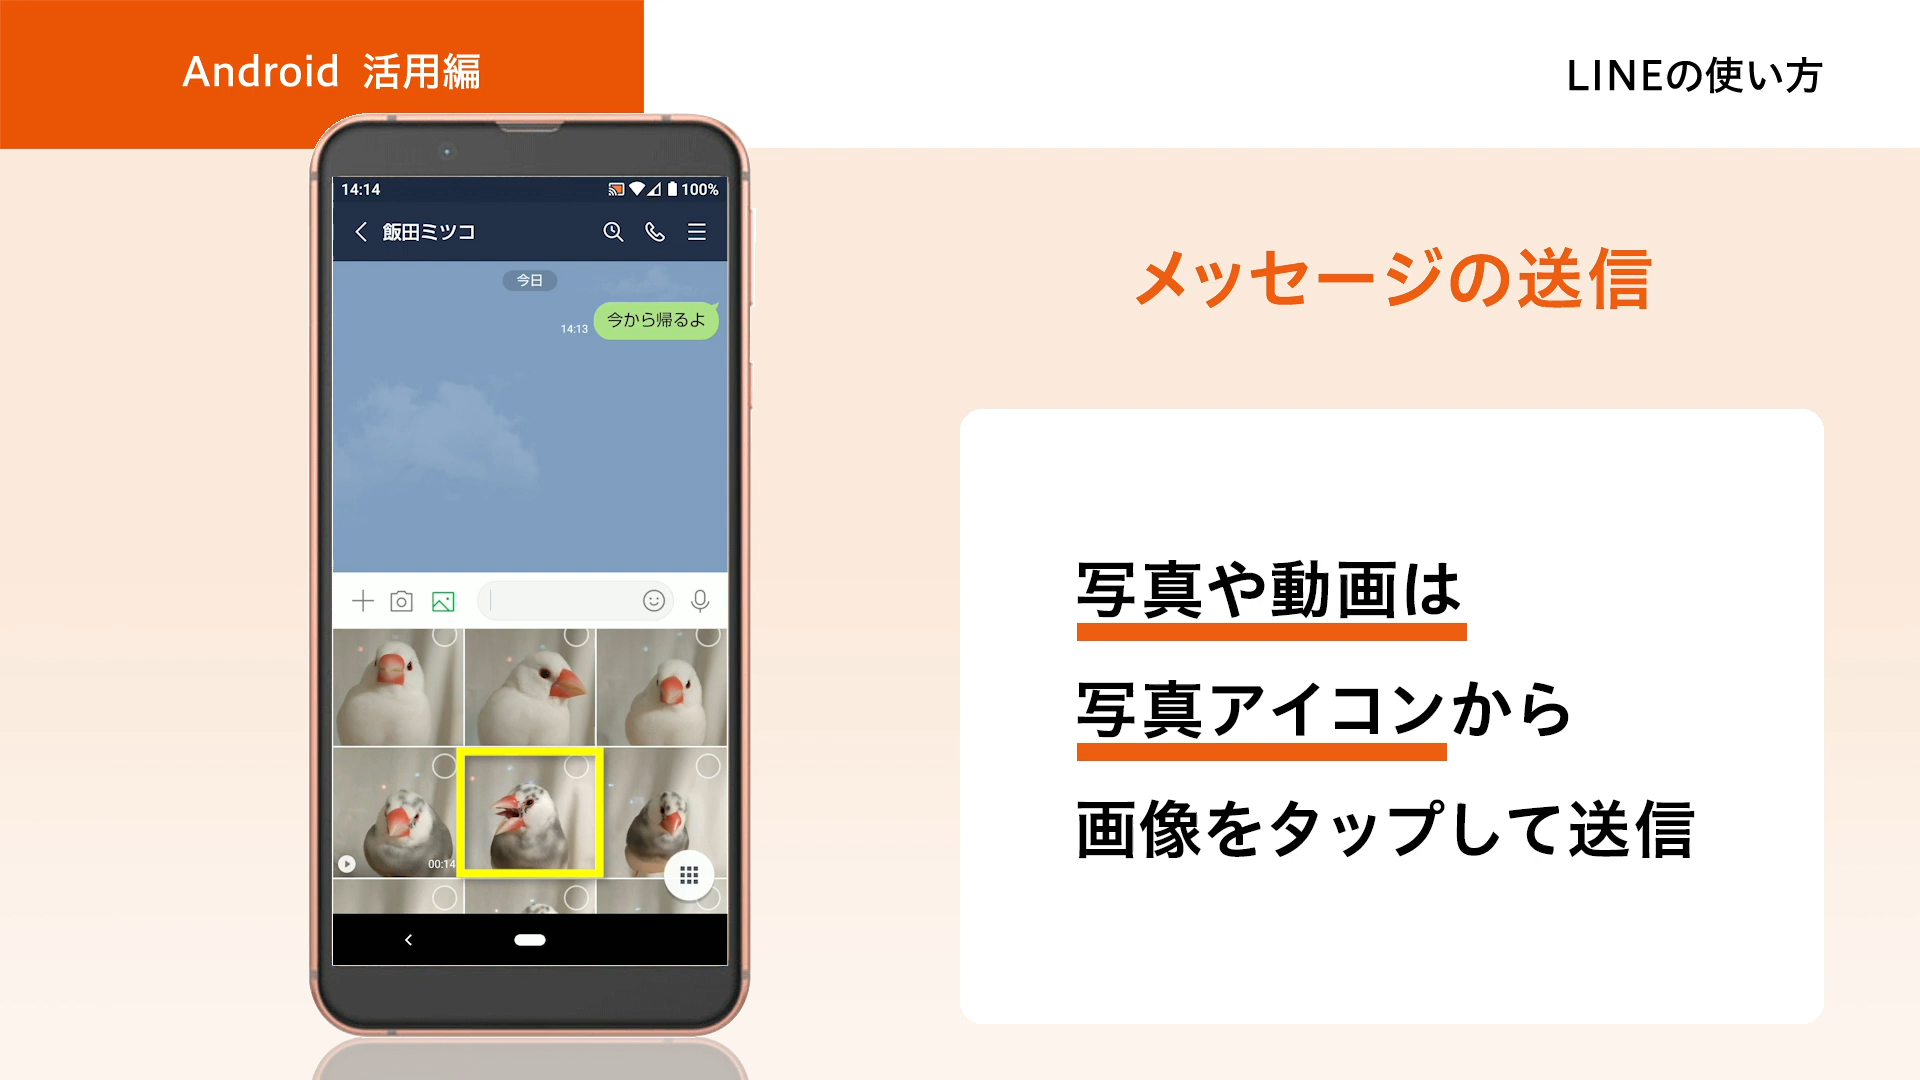 Android 活用編
LINEの使い方
14:14
100%
飯田ミツコ
今日
14:13
今から帰るよ
00:14
メッセージの送信
写真や動画は
写真アイコンから
画像をタップして送信